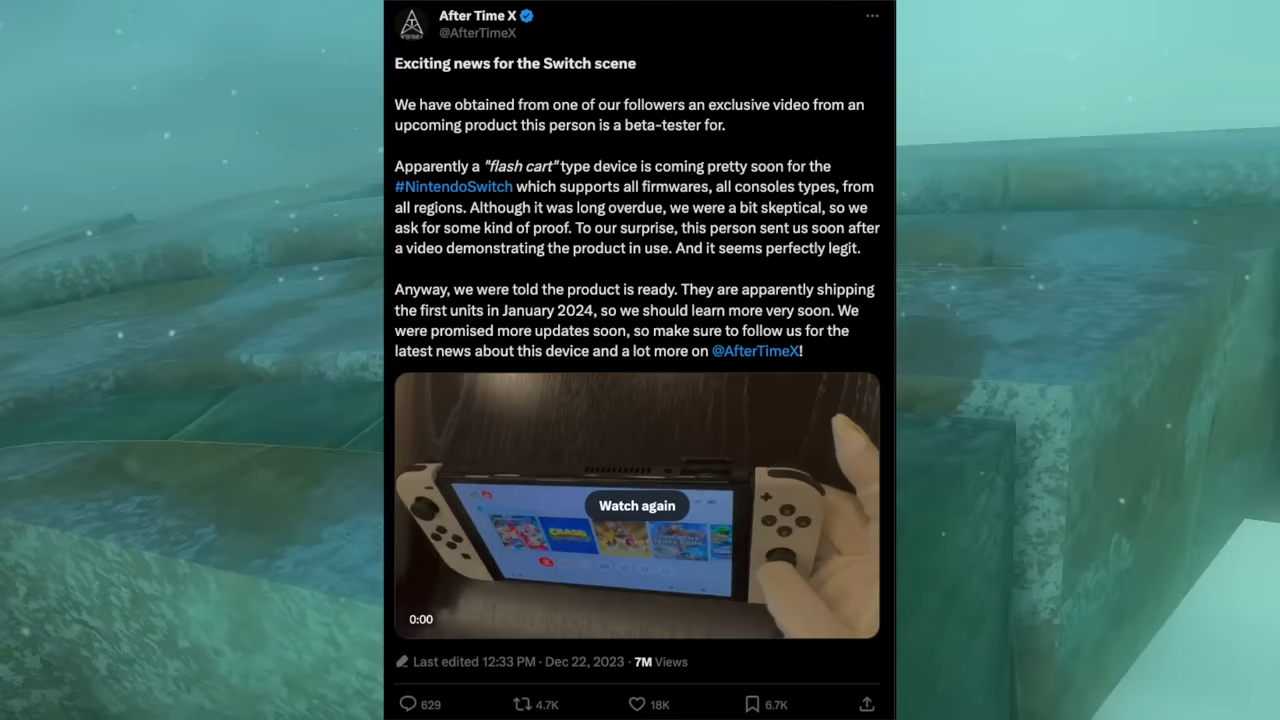 After Time X
@AfterTimeX
Exciting news for the Switch scene
We have obtained from one of our followers an exclusive video from an
upcoming product this person is a beta-tester for.
Apparently a "flash cart" type device is coming pretty soon for the
#NintendoSwitch which supports all firmwares, all consoles types, from
all regions. Although it was long overdue, we were a bit skeptical, so we
ask for some kind of proof. To our surprise, this person sent us soon after
a video demonstrating the product in use. And it seems perfectly legit.
Anyway, we were told the product is ready. They are apparently shipping
the first units in January 2024, so we should learn more very soon. We
were promised more updates soon, so make sure to follow us for the
latest news about this device and a lot more on @AfterTimeX!
Watch again
CRASH
0:00
Last edited 12:33 PM · Dec 22, 2023 · 7M Views
629 4.7K 18K 6.7K